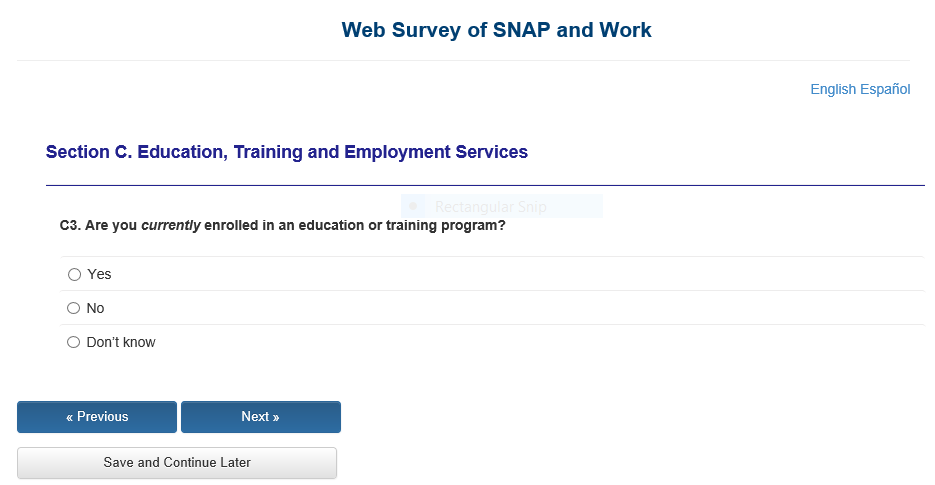 Web Survey of SNAP and Work
English Español
Section C. Education, Training and Employment Services
Rectangular Snip
C3. Are you currently enrolled in an education or training program?
Yes
No
Don't know
« Previous
Next »
Save and Continue Later